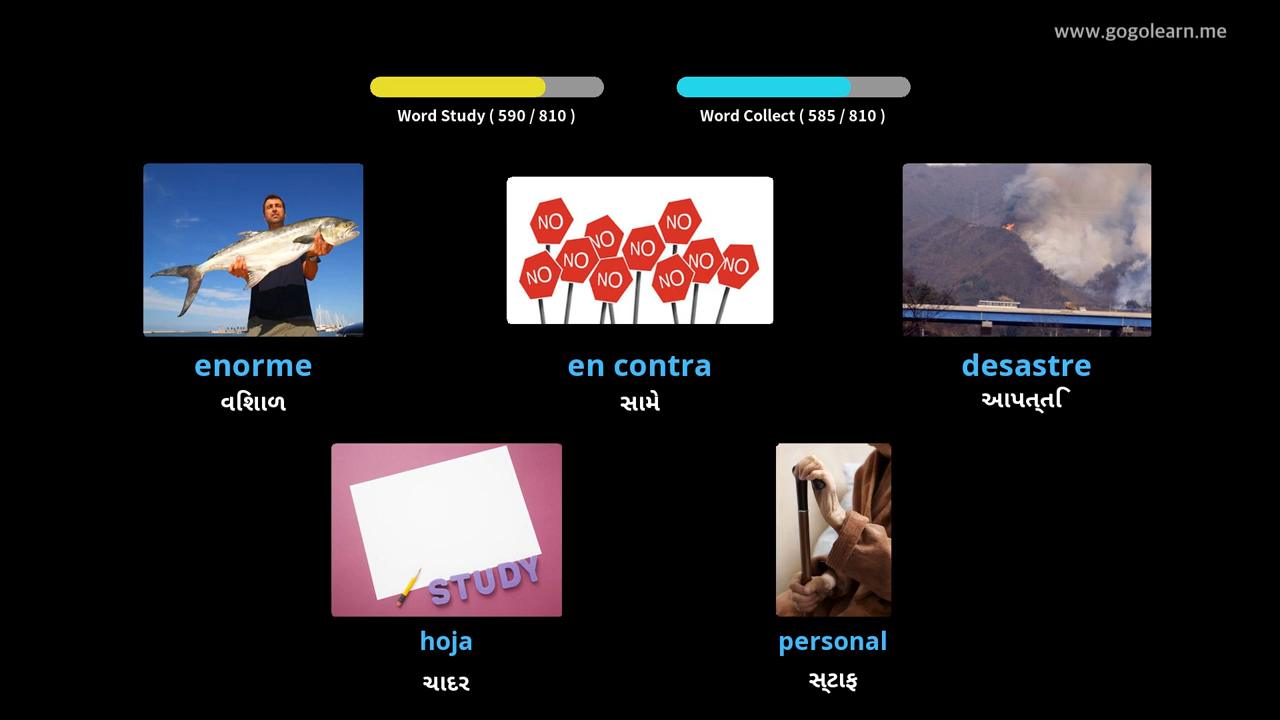 www.gogolearn.me
Word Study ( 590 / 810 )
Word Collect ( 585 / 810 )
NO
NO
NO
NO
NO
NO
NO
NO
NO
NO
enorme
en contra
desastre
વિશાળ
સામે
આપત્તિ
STUDY
hoja
personal
ચાદર
સ્ટાફ